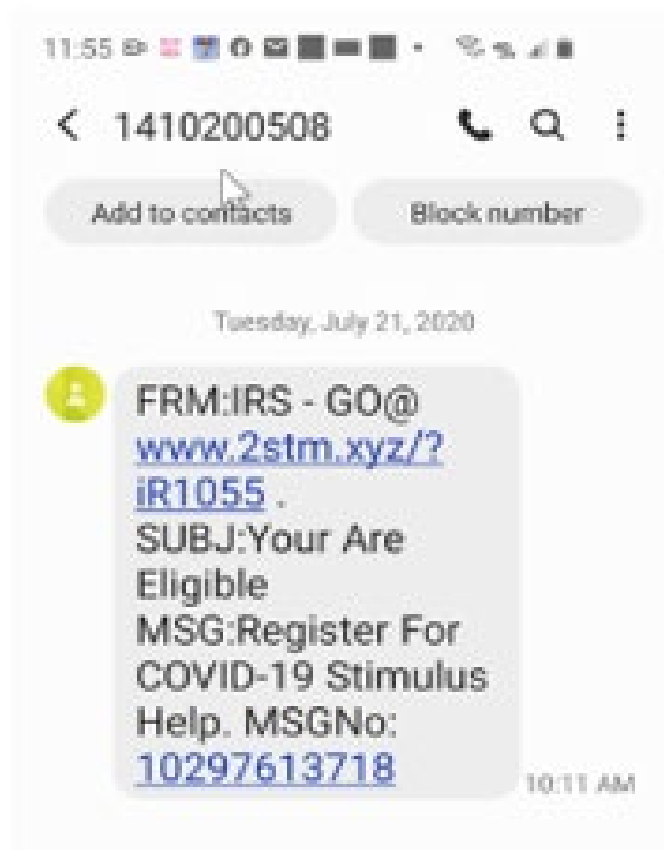 11:55
1410200508
Add to contacts
Block number
Tuesday, July 21, 2020
FRM:IRS - GO@
www.2stm.xyz/?
iR1055 .
SUBJ:Your Are
Eligible
MSG:Register For
COVID-19 Stimulus
Help. MSGNo:
10297613718
10:11 AM